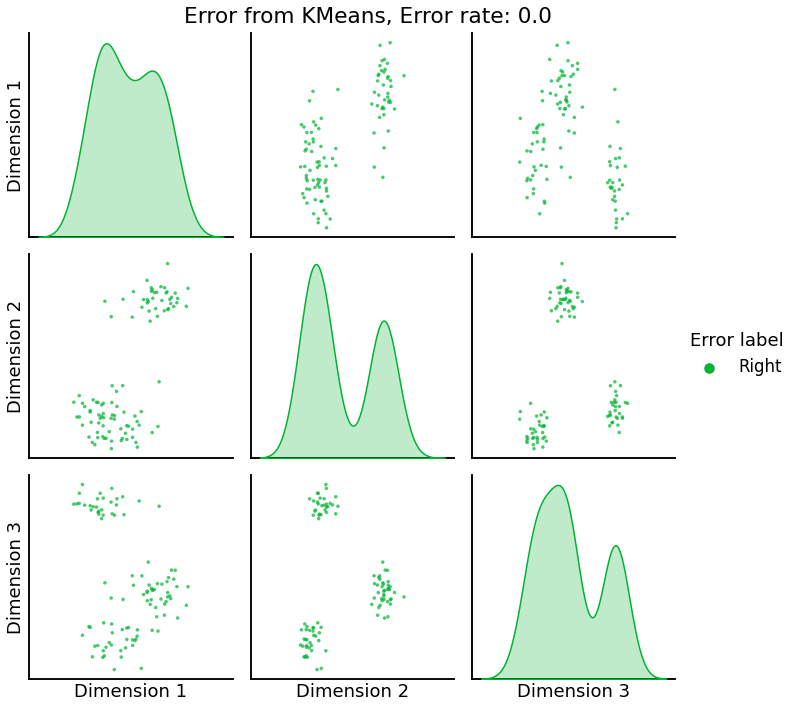 Error from KMeans, Error rate: 0.0
Dimension 1
Dimension 2
Error label
Right
Dimension 3
Dimension 1
Dimension 2
Dimension 3